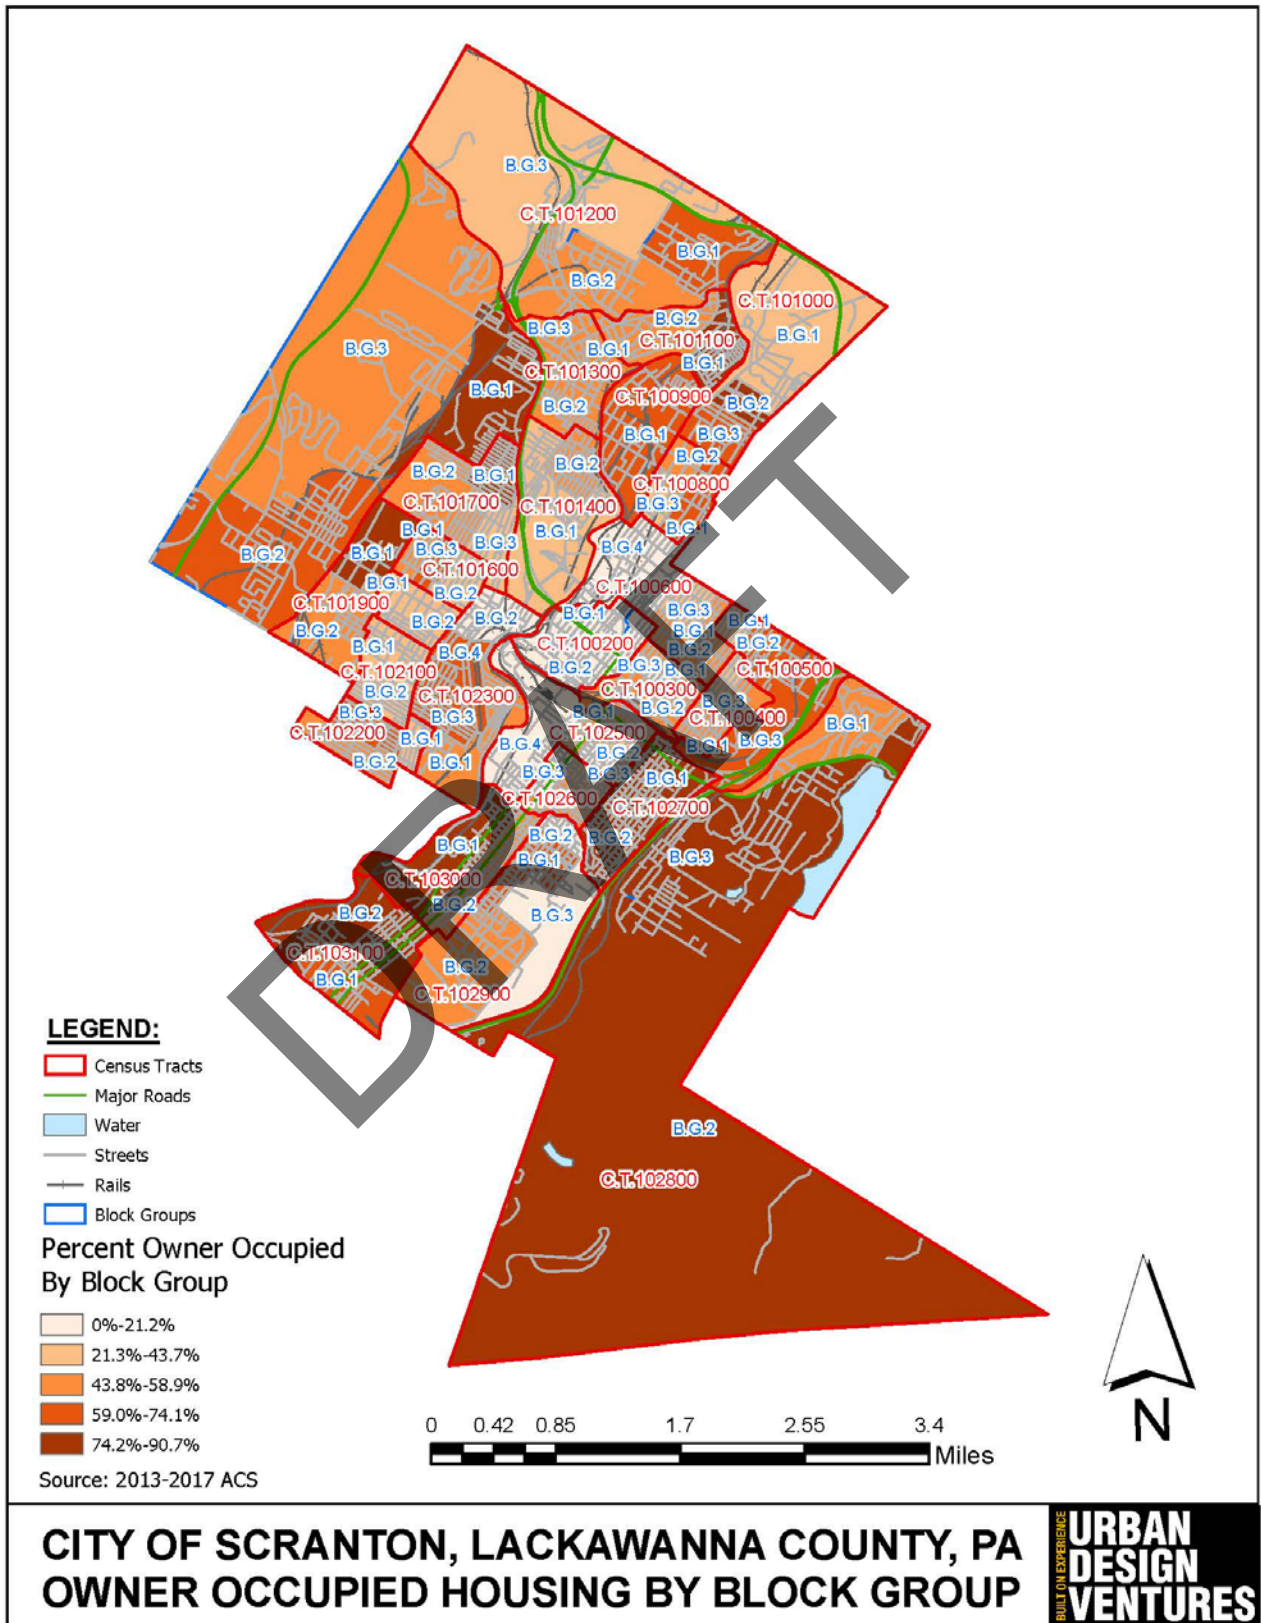 B.G.3
C.T.101200
B.G.1
B.G.2
C.T.101000
B.G.3
B.G.2
B.G.1
C.T.101100
B.G.3
B.G.1
B.G.1
C.T.101300
B.G.1
C.T.100900
B.G.2
B.G.2
B.G.1
B.G.3
B.G.2
B.G.2
B.G.2
B.G.1
C.T.100800
C.T.101700
C.T.101400
B.G.3
B.G.1
B.G.1
B.G.1
B.G.3
B.G.4
B.G.1
B.G.3
B.G.2
C.T.101600
B.G.1
C.T.100600
B.G.2
C.T.101900
B.G.3
B.G.2
B.G.2
B.G.1
B.G.1
B.G.2
B.G.1
B.G.1
C.T.100200
B.G.2
B.G.2
B.G.4
B.G.3
B.G.1
C.T.100500
C.T.102100
B.G.2
C.T.100300
B.G.2
C.T.102300
B.G.3
B.G.3
B.G.1
B.G.2
C.T.100400
B.G.3
B.G.1
C.T.102200
C.T.102500
B.G.1
B.G.4
B.G.1
B.G.3
B.G.2
B.G.2
B.G.1
B.G.3
B.G.3
B.G.1
C.T.102600
C.T.102700
B.G.2
B.G.2
B.G.1
B.G.1
B.G.3
C.T.103000
B.G.2
B.G.2
B.G.3
C.T.103100
B.G.1
B.G.2
C.T.102900
DRAFT
B.G.2
C.T.102800
LEGEND:
Census Tracts
Major Roads
Water
Streets
Rails
Block Groups
Percent Owner Occupied
By Block Group
0%-21.2%
21.3%-43.7%
43.8%-58.9%
59.0%-74.1%
74.2%-90.7%
Source: 2013-2017 ACS
0 0.42 0.85 1.7 2.55 3.4
Miles
N
CITY OF SCRANTON, LACKAWANNA COUNTY, PA
OWNER OCCUPIED HOUSING BY BLOCK GROUP
BUILT ON EXPERIENCE
URBAN
DESIGN
VENTURES